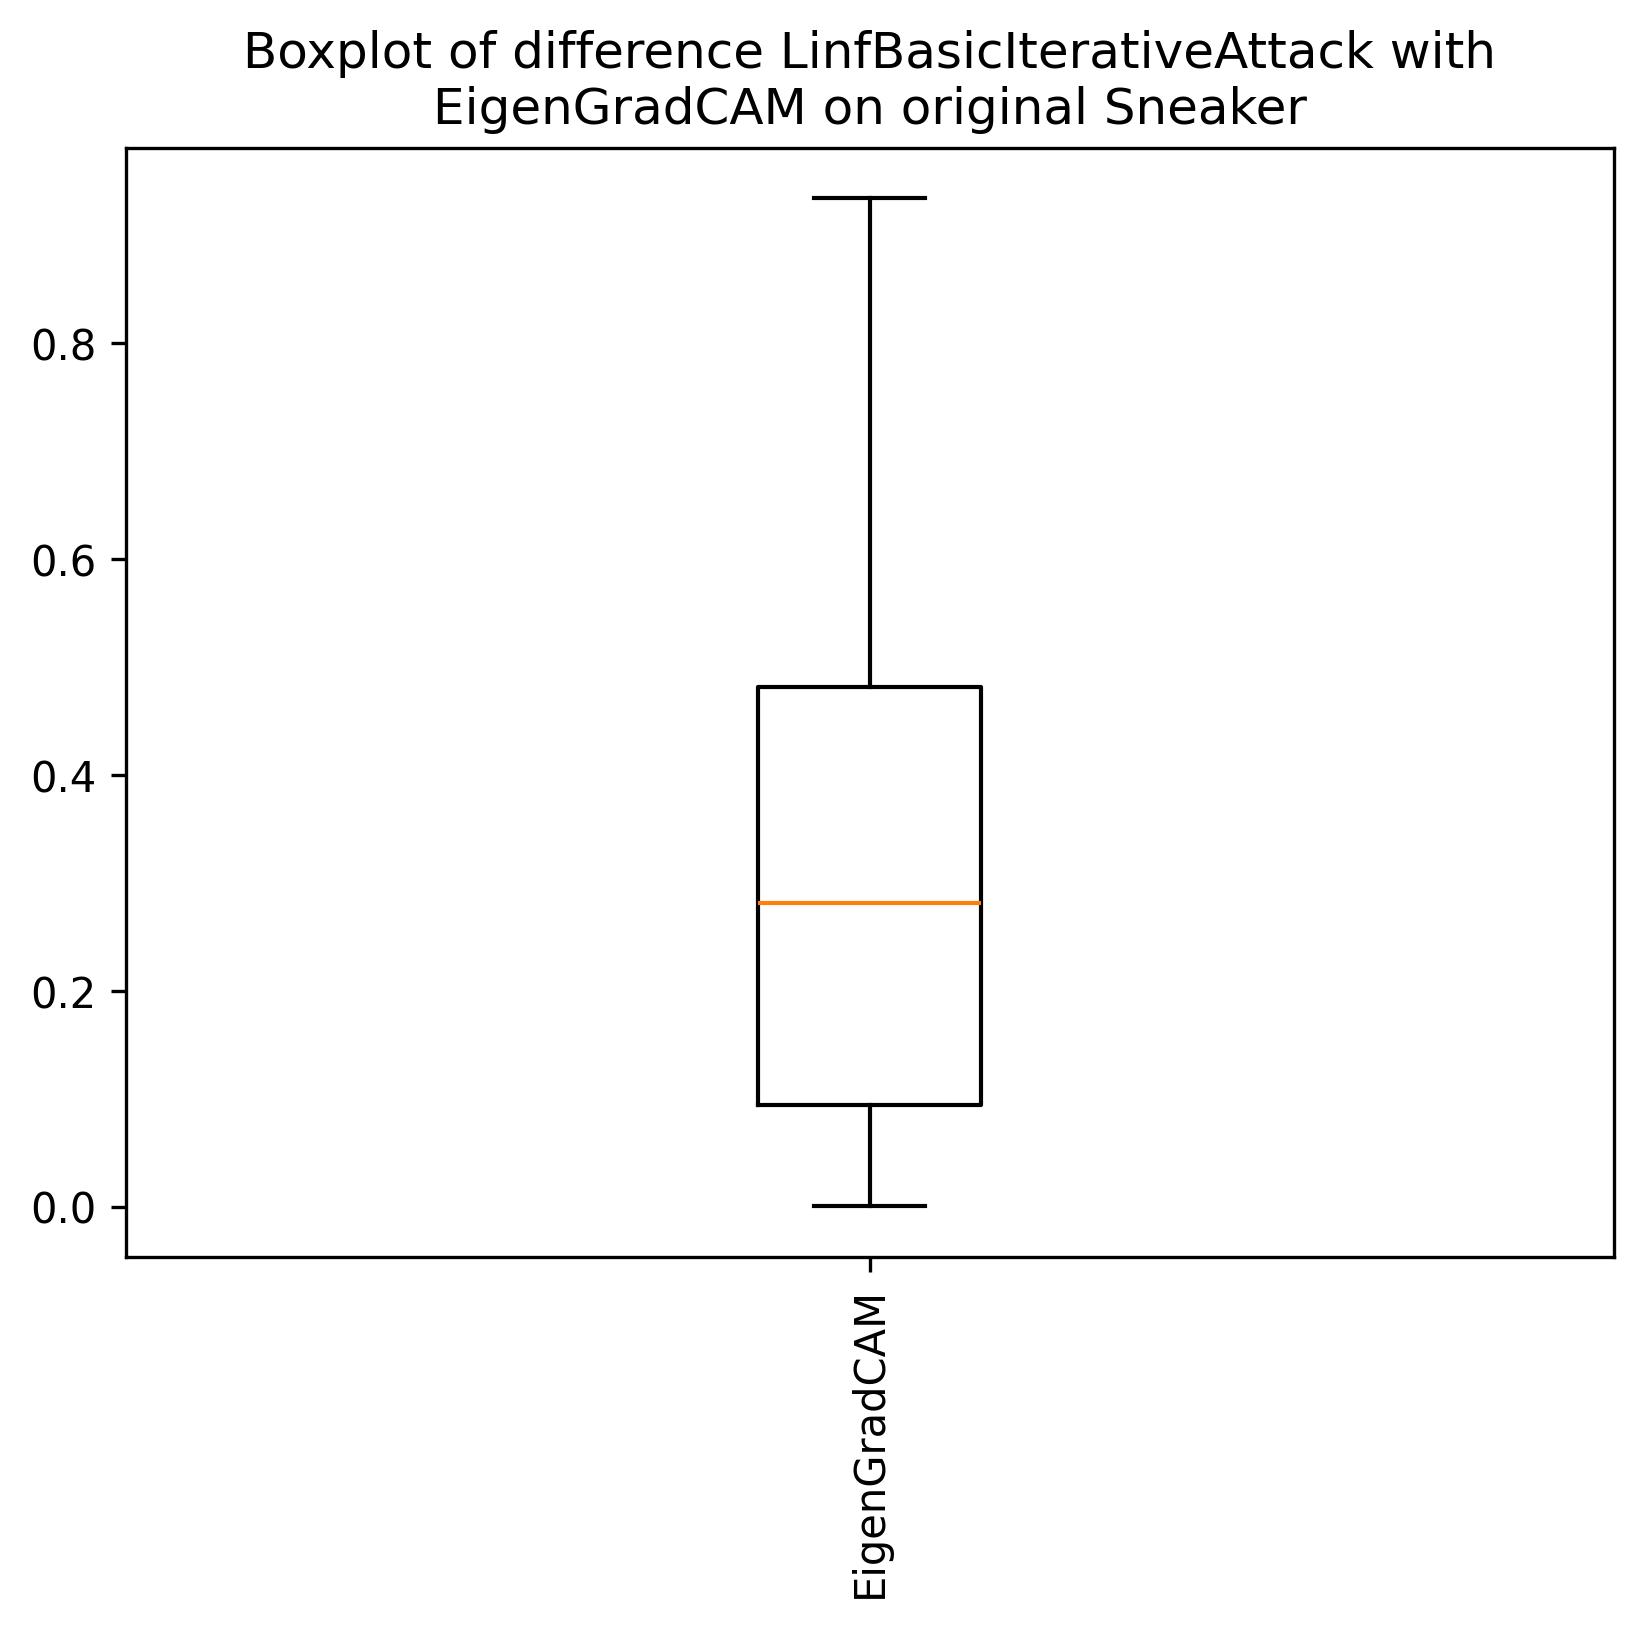 Boxplot of difference LinfBasicIterativeAttack with
EigenGradCAM on original Sneaker
0.8
0.6
0.4
0.2
0.0
EigenGradCAM